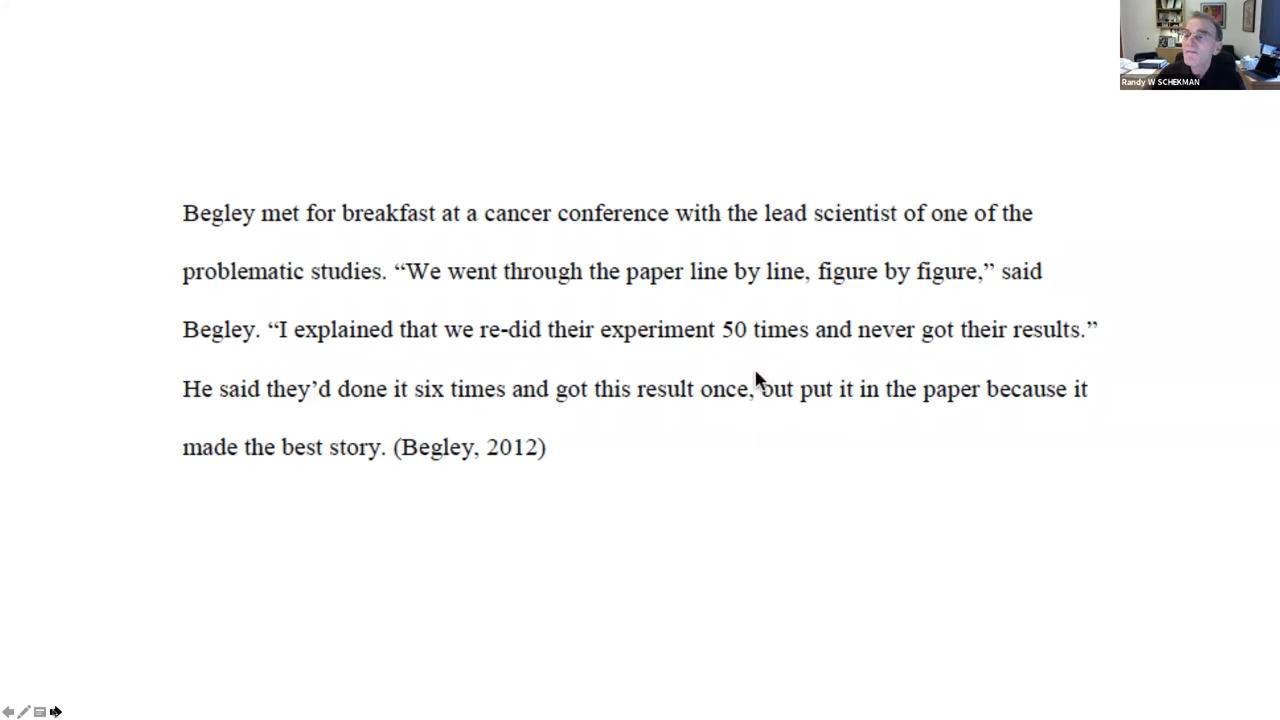 Randy W SCHEKMAN
Begley met for breakfast at a cancer conference with the lead scientist of one of the
problematic studies. “We went through the paper line by line, figure by figure,” said
Begley. “I explained that we re-did their experiment 50 times and never got their results.”
He said they’d done it six times and got this result once, but put it in the paper because it
made the best story. (Begley, 2012)